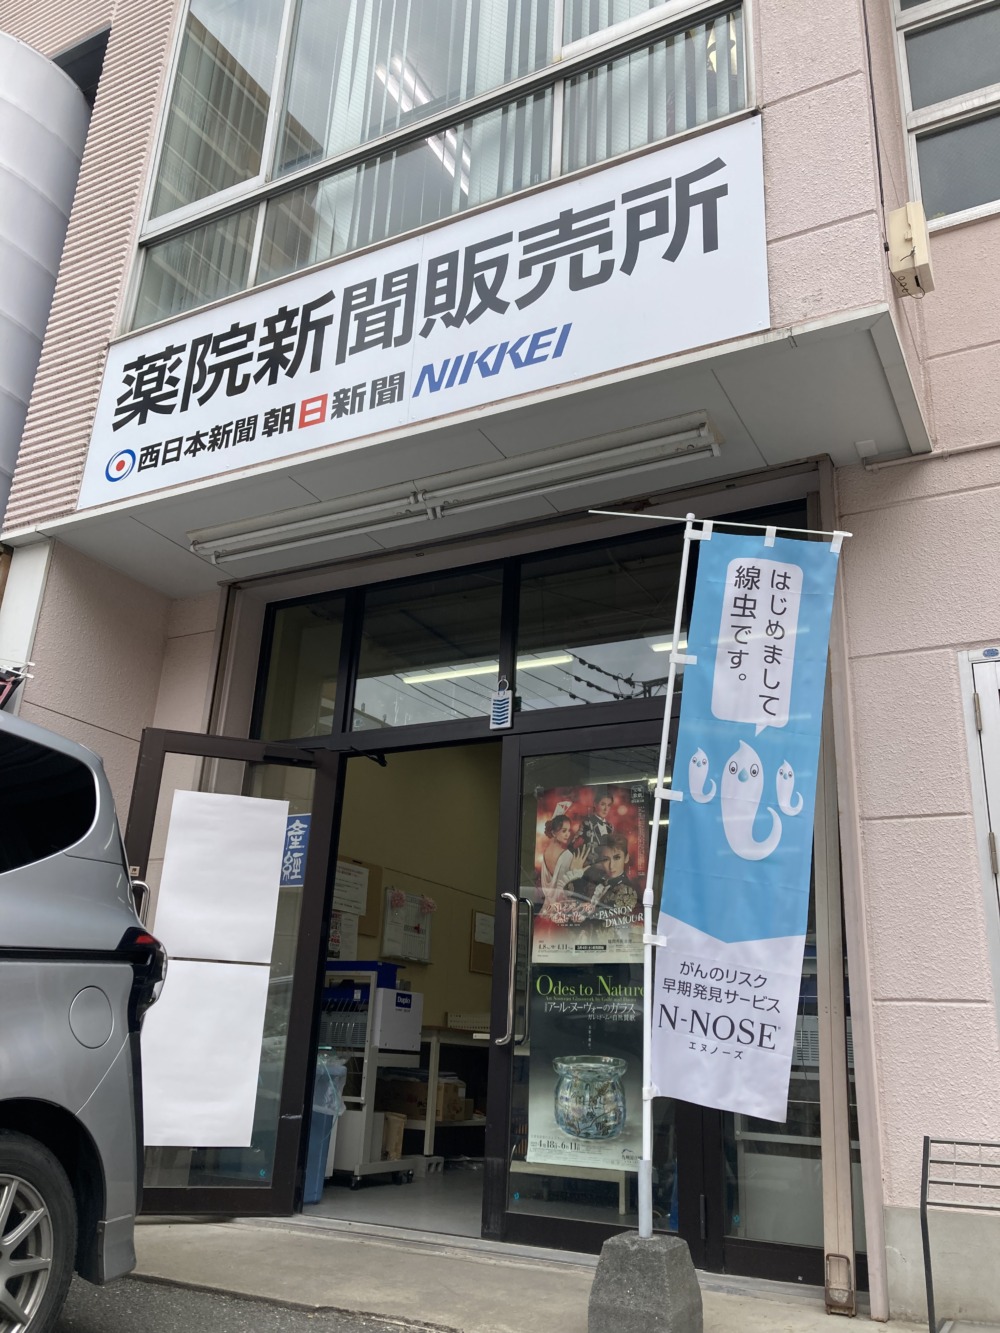 薬院新聞販売所
西日本新聞 朝日新聞 NIKKEI
はじめまして
線虫です。
産経
PASSION
D'AMOUR
Odes to Nature
アール・ヌーヴォーのガラス
Duplo
がんのリスク
早期発見サービス
N-NOSE
エヌノーズ